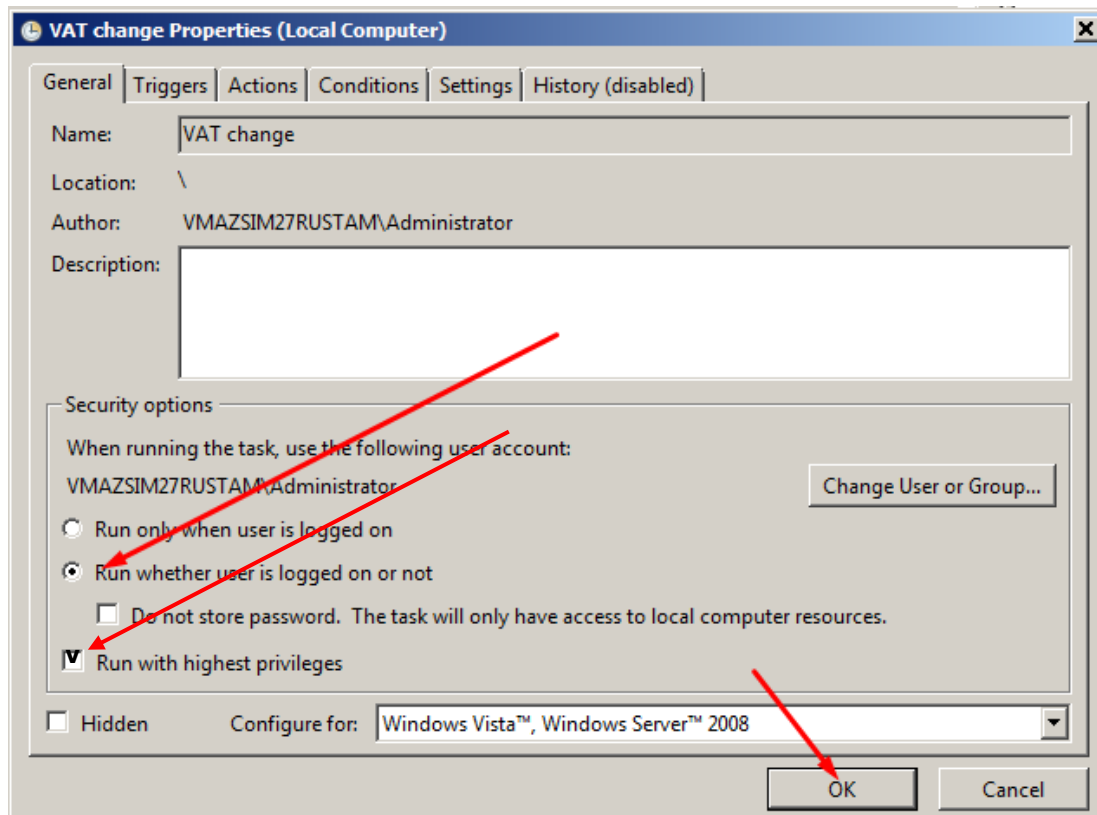 VAT change Properties (Local Computer)
General Triggers Actions Conditions Settings History (disabled)
Name: VAT change
Location: \
Author: VMAZSIM27RUSTAM\Administrator
Description:
Security options
When running the task, use the following user account:
VMAZSIM27RUSTAM\Administrator
Change User or Group...
Run only when user is logged on
Run whether user is logged on or not
Do not store password. The task will only have access to local computer resources.
V Run with highest privileges
Hidden Configure for: Windows Vista™, Windows Server™ 2008
OK Cancel